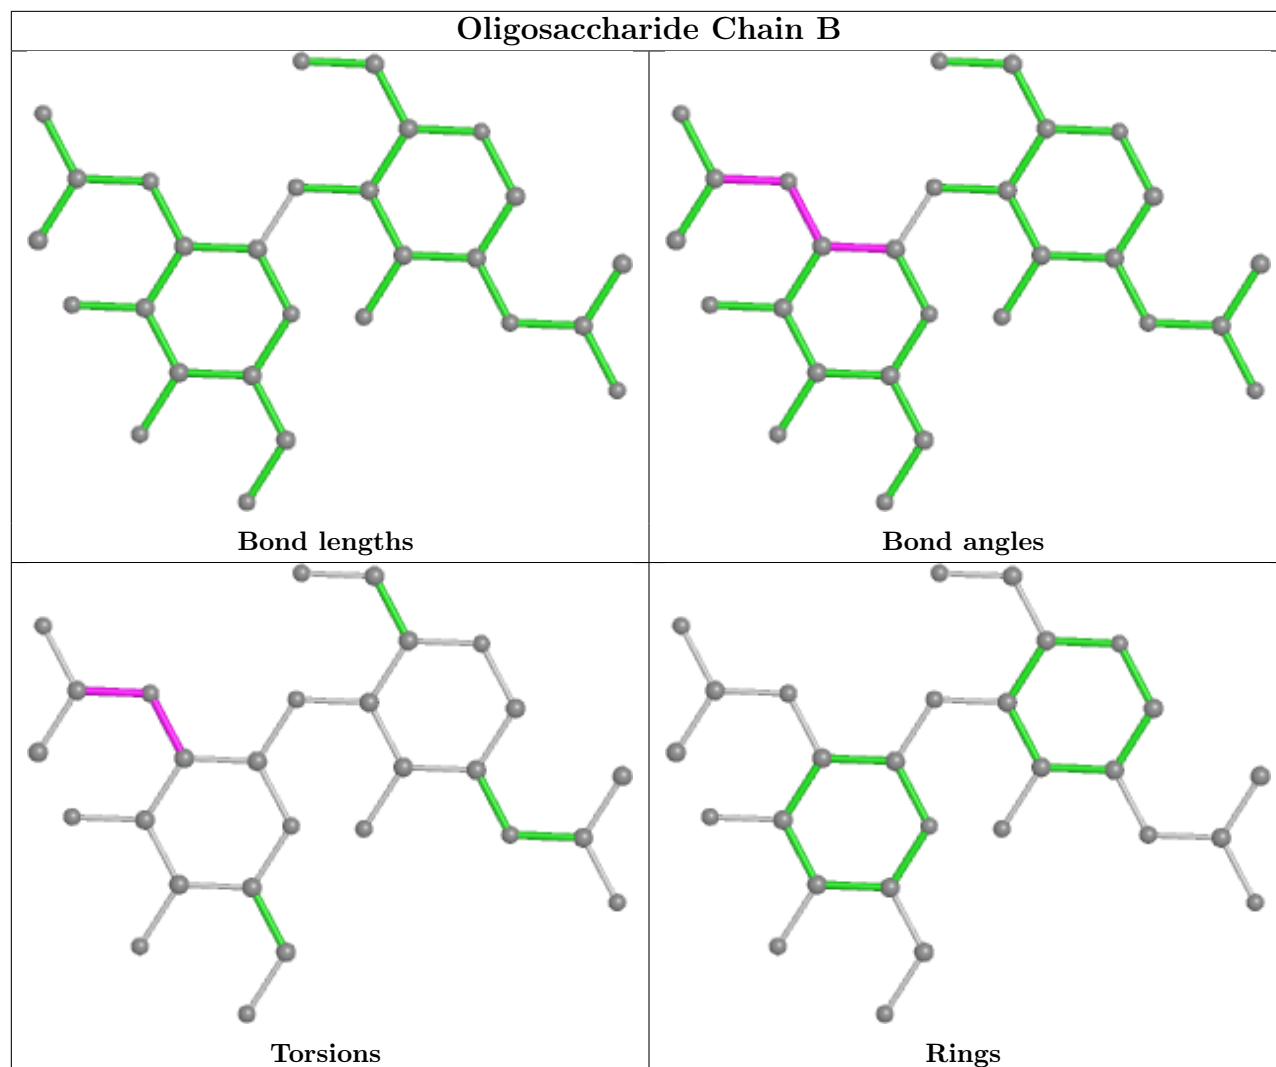 Oligosaccharide Chain B
Bond lengths
Bond angles
Torsions
Rings